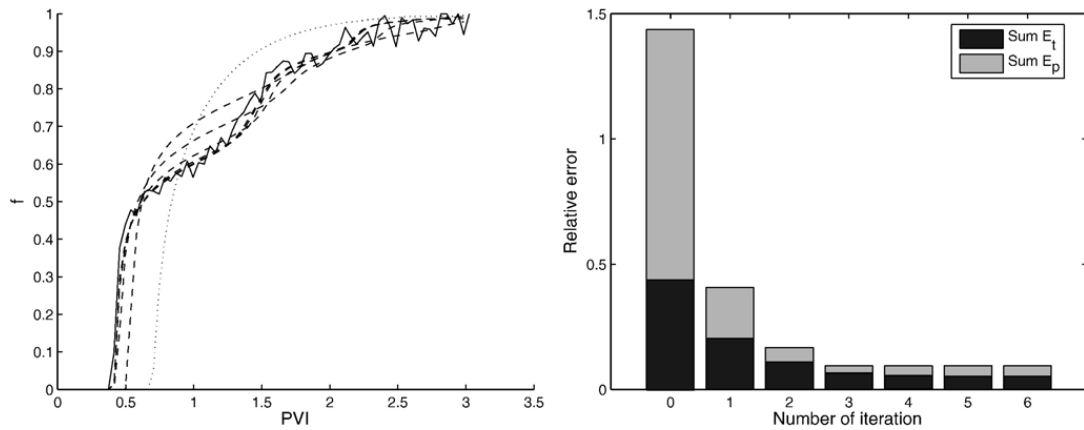 1
0.9
0.8
0.7
0.6
0.5
0.4
0.3
0.2
0.1
0
f
0 0.5 1 1.5 2 2.5 3 3.5
PVI
1.5
1
0.5
0
Relative error
Sum E_t
Sum E_p
0 1 2 3 4 5 6
Number of iteration